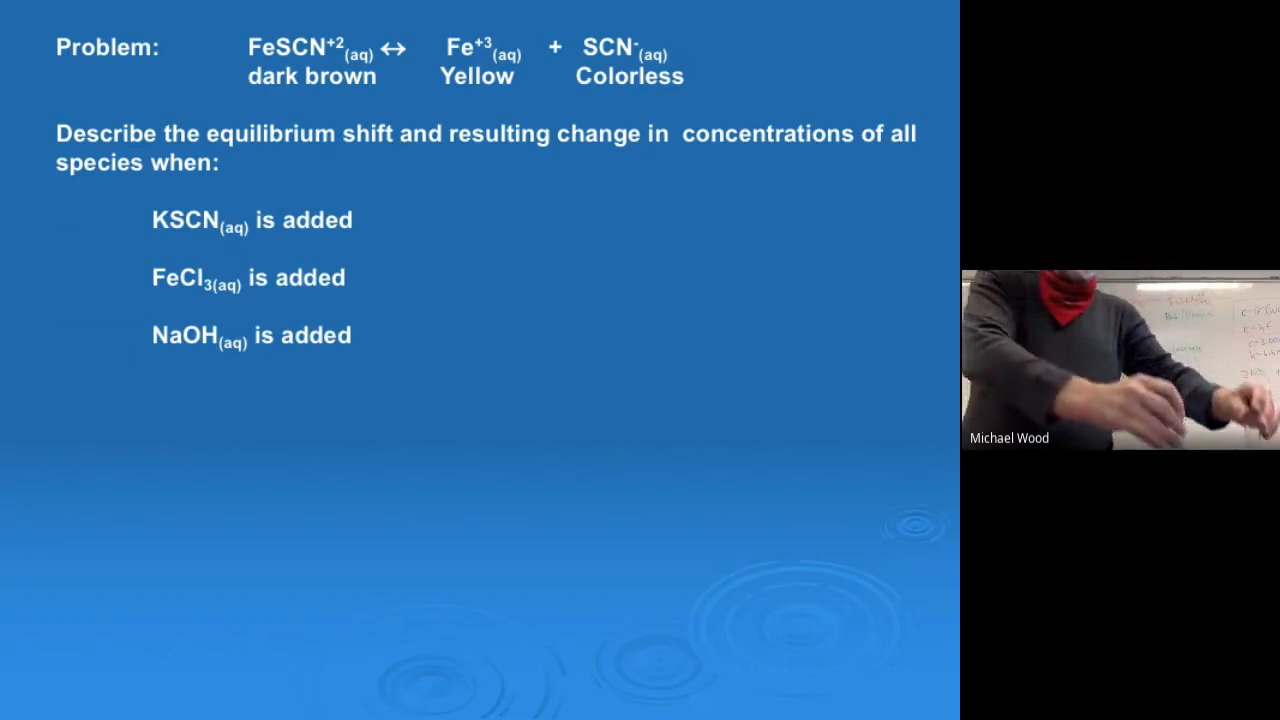 Problem: FeSCN⁺²₍aq₎ ↔ Fe⁺³₍aq₎ + SCN⁻₍aq₎
dark brown Yellow Colorless
Describe the equilibrium shift and resulting change in concentrations of all
species when:
KSCN₍aq₎ is added
FeCl₃₍aq₎ is added
NaOH₍aq₎ is added
Michael Wood